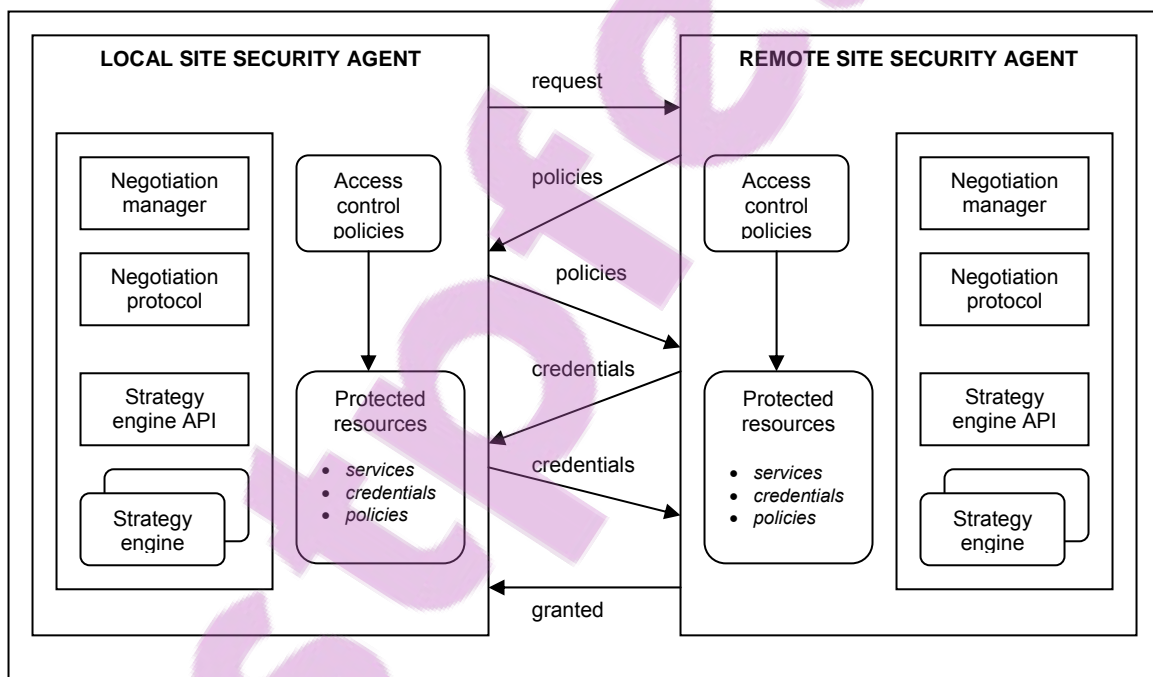 LOCAL SITE SECURITY AGENT
Negotiation
manager
Negotiation
protocol
Strategy
engine API
Strategy
engine
Access
control
policies
Protected
resources
• services
• credentials
• policies
request
policies
policies
credentials
credentials
granted
REMOTE SITE SECURITY AGENT
Access
control
policies
Protected
resources
• services
• credentials
• policies
Negotiation
manager
Negotiation
protocol
Strategy
engine API
Strategy
engine